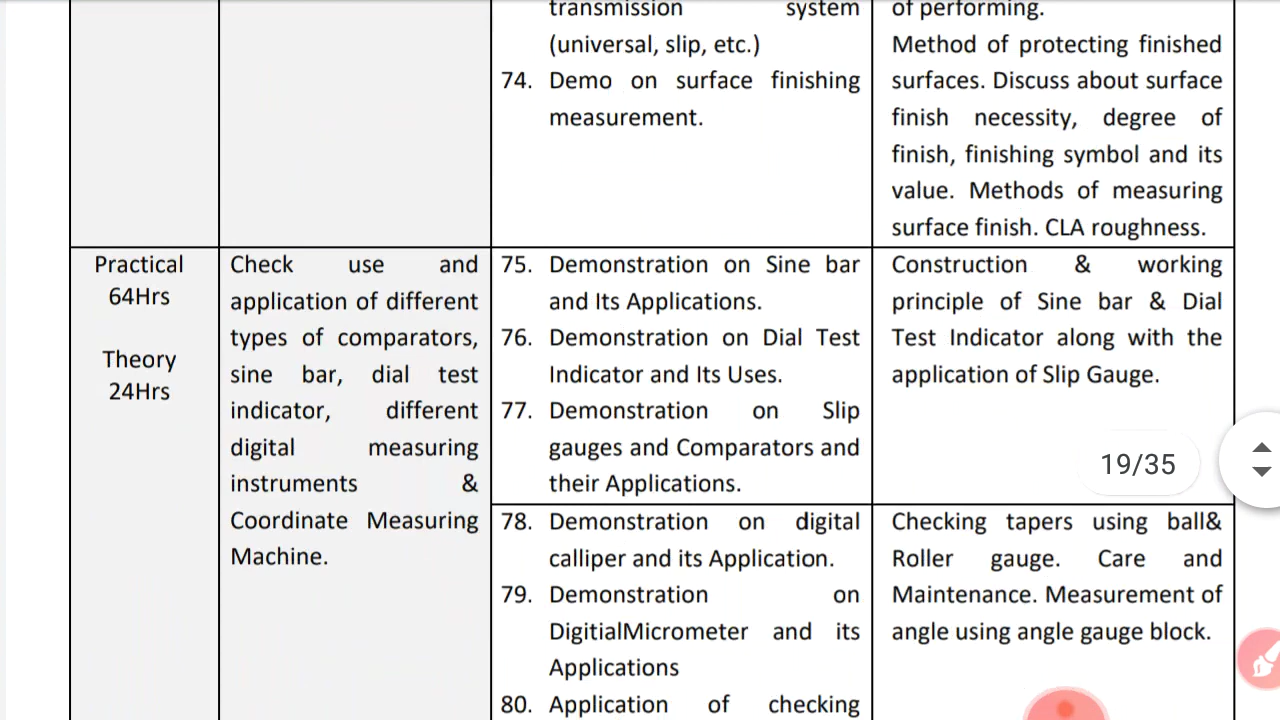 transmission system
(universal, slip, etc.)
74. Demo on surface finishing
measurement.
of performing.
Method of protecting finished
surfaces. Discuss about surface
finish necessity, degree of
finish, finishing symbol and its
value. Methods of measuring
surface finish. CLA roughness.
Practical
64Hrs
Theory
24Hrs
Check use and
application of different
types of comparators,
sine bar, dial test
indicator, different
digital measuring
instruments &
Coordinate Measuring
Machine.
75. Demonstration on Sine bar
and Its Applications.
76. Demonstration on Dial Test
Indicator and Its Uses.
77. Demonstration on Slip
gauges and Comparators and
their Applications.
Construction & working
principle of Sine bar & Dial
Test Indicator along with the
application of Slip Gauge.
19/35
78. Demonstration on digital
calliper and its Application.
79. Demonstration on
DigitialMicrometer and its
Applications
80. Application of checking
Checking tapers using ball&
Roller gauge. Care and
Maintenance. Measurement of
angle using angle gauge block.